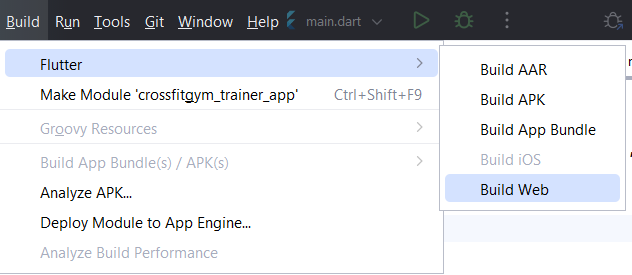 Build Run Tools Git Window Help main.dart
Flutter
Make Module 'crossfitgym_trainer_app' Ctrl+Shift+F9
Groovy Resources
Build App Bundle(s) / APK(s)
Analyze APK...
Deploy Module to App Engine...
Analyze Build Performance
Build AAR
Build APK
Build App Bundle
Build iOS
Build Web